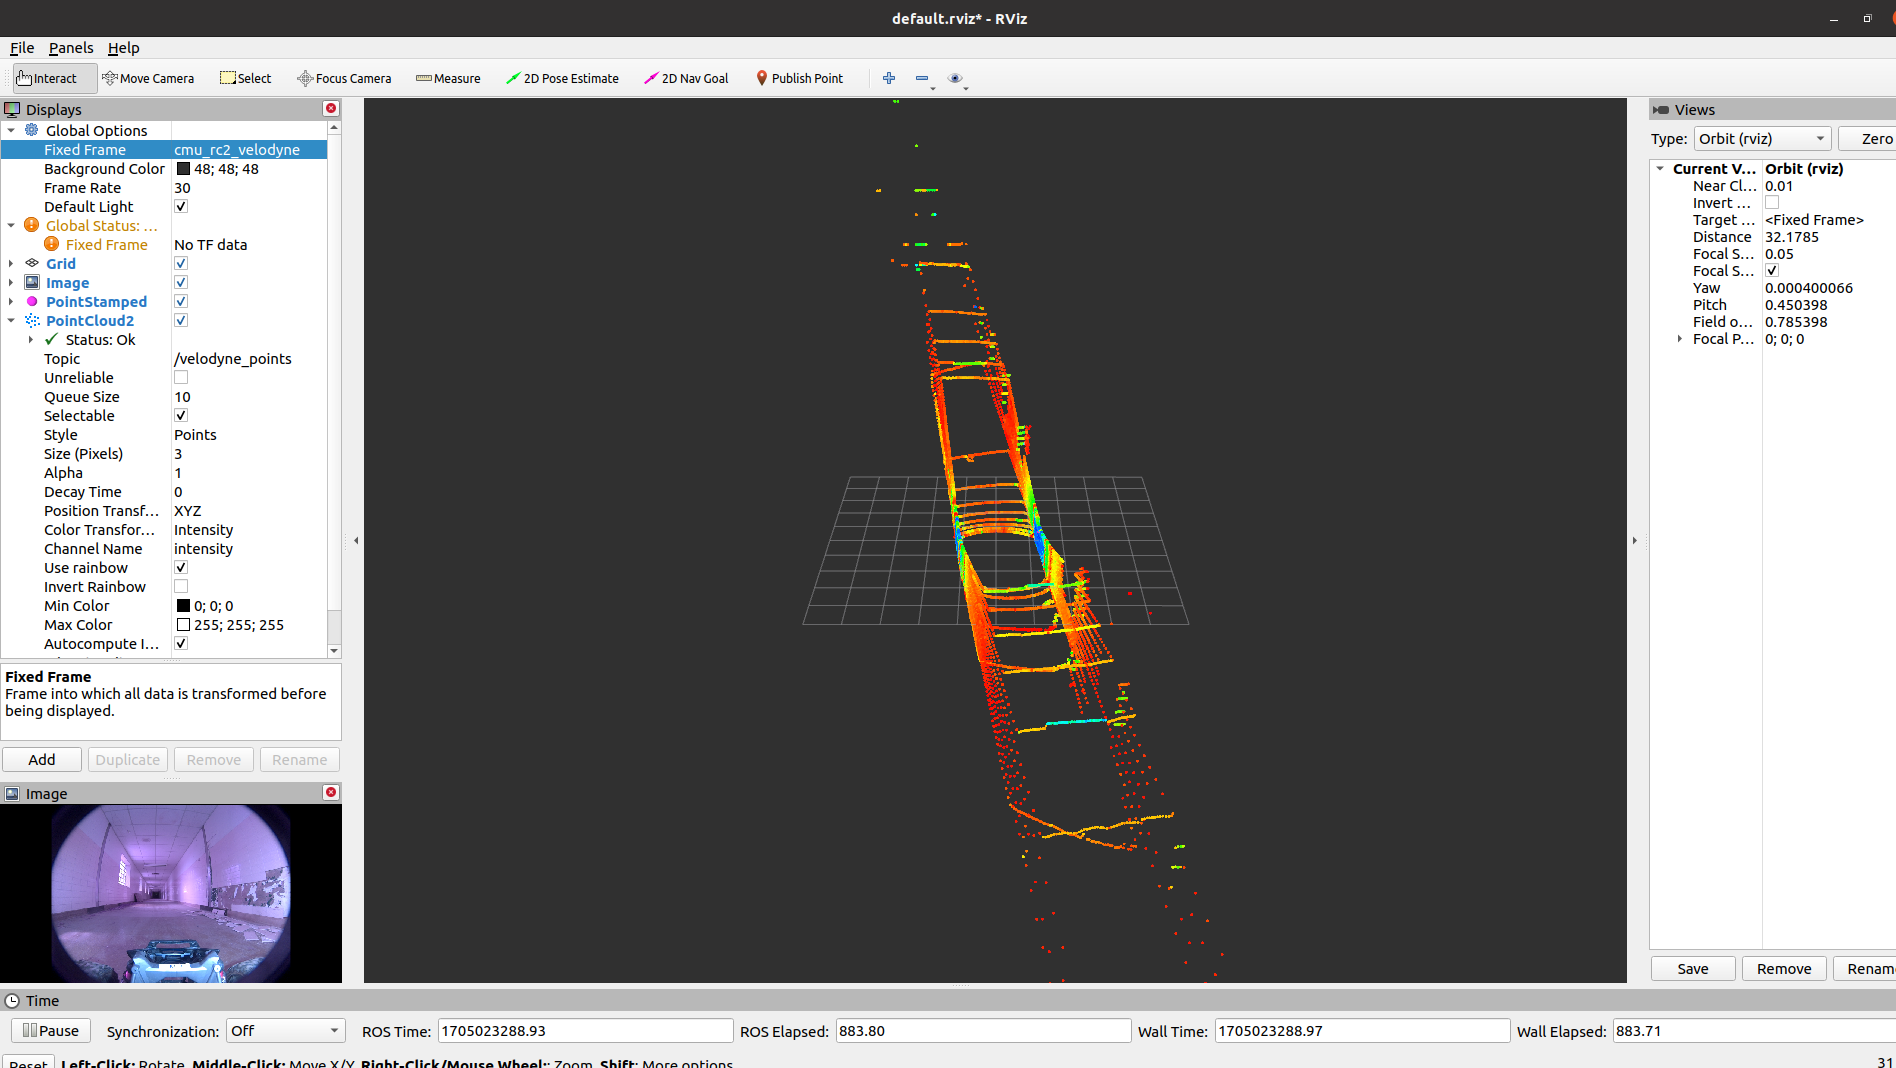 default.rviz* - RViz
File Panels Help
Interact Move Camera Select Focus Camera Measure 2D Pose Estimate 2D Nav Goal Publish Point
Displays
Global Options
Fixed Frame cmu_rc2_velodyne
Background Color 48; 48; 48
Frame Rate 30
Default Light
Global Status: ...
Fixed Frame No TF data
Grid
Image
PointStamped
PointCloud2
Status: Ok
Topic /velodyne_points
Unreliable
Queue Size 10
Selectable
Style Points
Size (Pixels) 3
Alpha 1
Decay Time 0
Position Transf... XYZ
Color Transfor... Intensity
Channel Name intensity
Use rainbow
Invert Rainbow
Min Color 0; 0; 0
Max Color 255; 255; 255
Autocompute I...
Fixed Frame
Frame into which all data is transformed before
being displayed.
Add Duplicate Remove Rename
Image
Views
Type: Orbit (rviz) Zero
Current V... Orbit (rviz)
Near Cl... 0.01
Invert ...
Target ... <Fixed Frame>
Distance 32.1785
Focal S... 0.05
Focal S...
Yaw 0.000400066
Pitch 0.450398
Field o... 0.785398
Focal P... 0; 0; 0
Save Remove Renam
Time
Pause Synchronization: Off ROS Time: 1705023288.93 ROS Elapsed: 883.80 Wall Time: 1705023288.97 Wall Elapsed: 883.71
Reset Left-Click: Rotate. Middle-Click: Move X/Y. Right-Click/Mouse Wheel:: Zoom. Shift: More options. 31